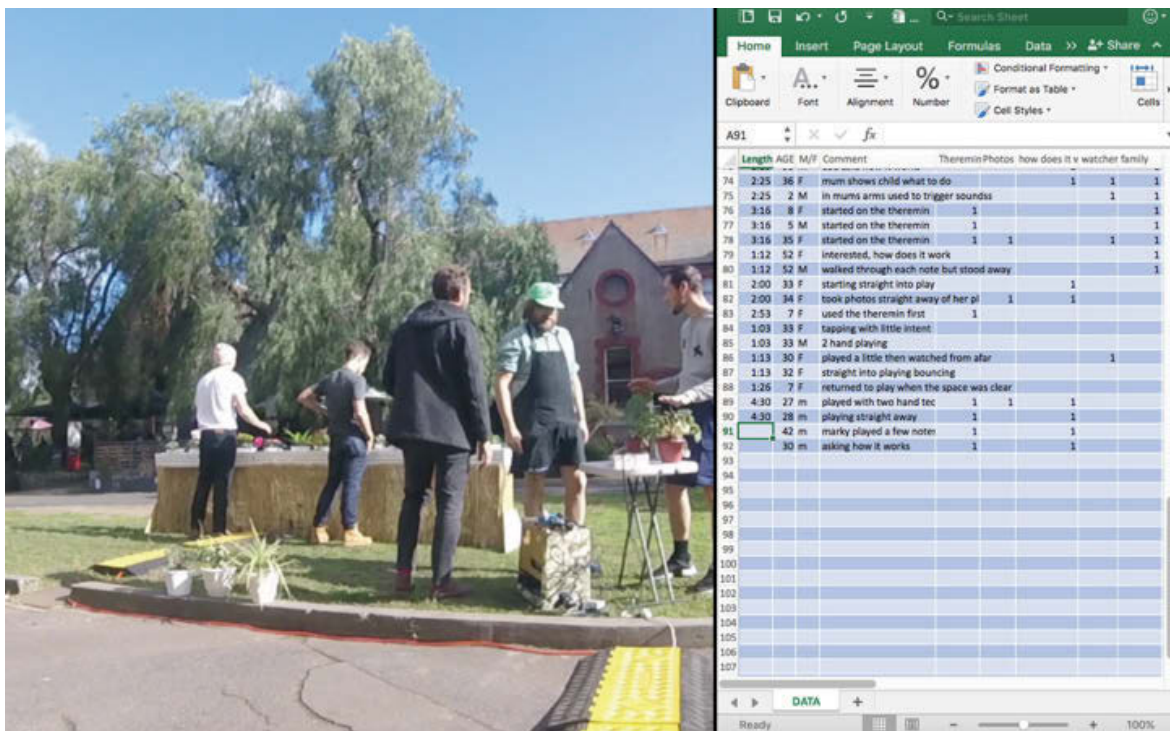 Search Sheet
Home Insert Page Layout Formulas Data >> Share
Clipboard Font Alignment Number Conditional Formatting Format as Table Cell Styles Cells
A91 fx
Length AGE M/F Comment Theremin Photos how does it v watcher family
74 2:25 36 F mum shows child what to do 1 1 1
75 2:25 2 M in mums arms used to trigger soundss 1 1
76 3:16 8 F started on the theremin 1 1
77 3:16 5 M started on the theremin 1 1
78 3:16 35 F started on the theremin 1 1 1 1
79 1:12 52 F interested, how does it work 1
80 1:12 52 M walked through each note but stood away 1
81 2:00 33 F starting straight into play 1
82 2:00 34 F took photos straight away of her pl 1 1
83 2:53 7 F used the theremin first 1
84 1:03 33 F tapping with little intent
85 1:03 33 M 2 hand playing
86 1:13 30 F played a little then watched from afar 1
87 1:13 32 F straight into playing bouncing
88 1:26 7 F returned to play when the space was clear
89 4:30 27 m played with two hand tec 1 1 1
90 4:30 28 m playing straight away 1 1
91 42 m marky played a few notes 1 1
92 30 m asking how it works 1 1
93
94
95
96
97
98
99
100
101
102
103
104
105
106
107
DATA +
Ready - + 100%